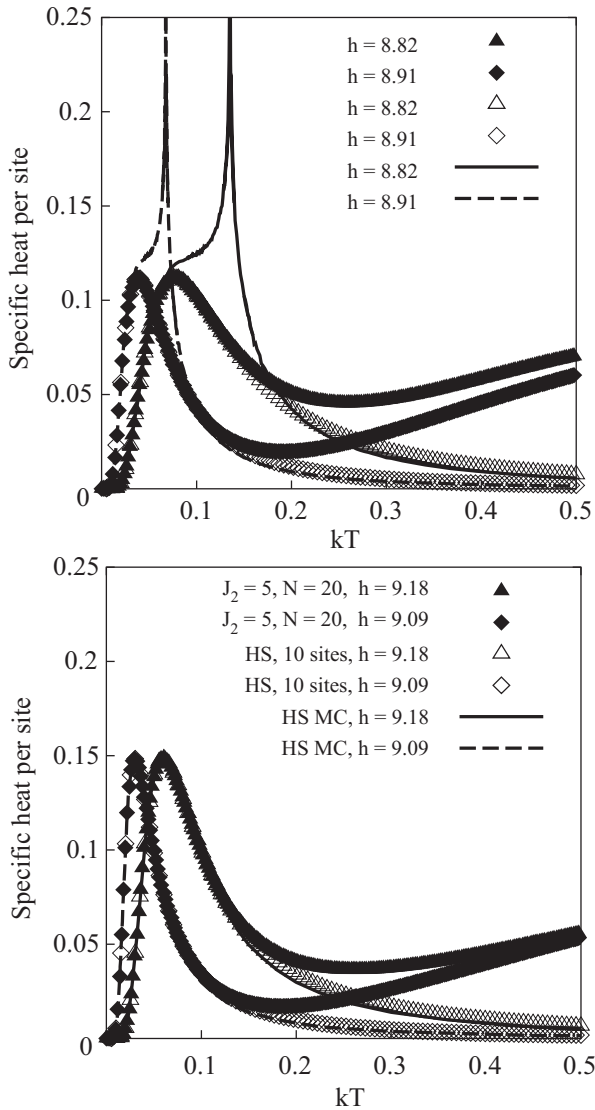 0.25
0.2
0.15
0.1
0.05
0
0.1
0.2
0.3
0.4
0.5
kT
Specific heat per site
h = 8.82
h = 8.91
h = 8.82
h = 8.91
h = 8.82
h = 8.91
0.25
0.2
0.15
0.1
0.05
0
0.1
0.2
0.3
0.4
0.5
kT
Specific heat per site
J₂ = 5, N = 20, h = 9.18
J₂ = 5, N = 20, h = 9.09
HS, 10 sites, h = 9.18
HS, 10 sites, h = 9.09
HS MC, h = 9.18
HS MC, h = 9.09